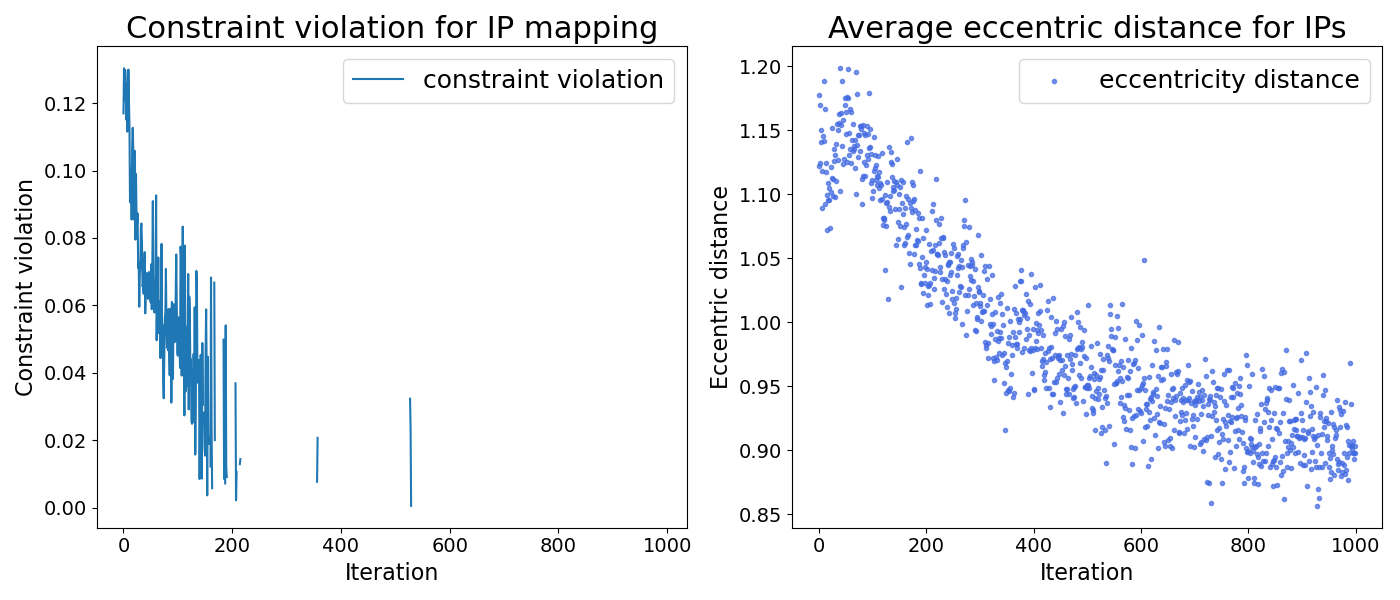 Constraint violation for IP mapping
constraint violation
Constraint violation
0.12
0.10
0.08
0.06
0.04
0.02
0.00
0 200 400 600 800 1000
Iteration
Average eccentric distance for IPs
eccentricity distance
Eccentric distance
1.20
1.15
1.10
1.05
1.00
0.95
0.90
0.85
0 200 400 600 800 1000
Iteration